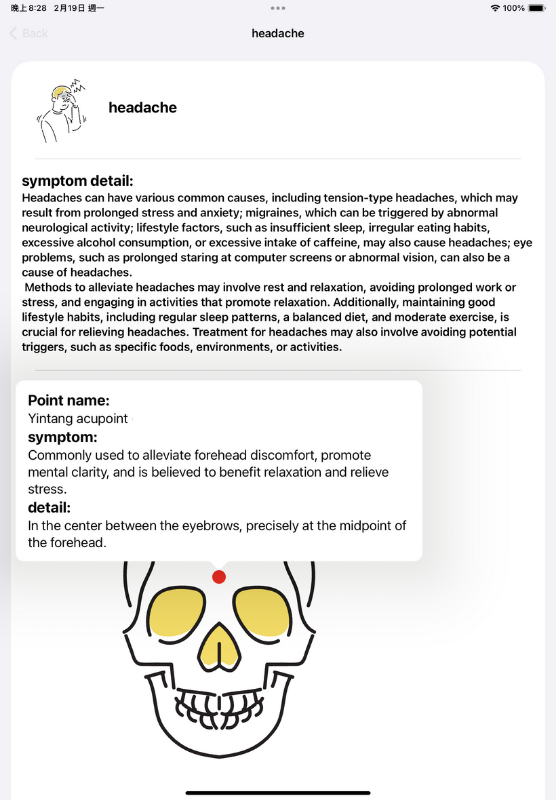 晚上8:28 2月19日 週一
100%
Back
headache
headache
symptom detail:
Headaches can have various common causes, including tension-type headaches, which may
result from prolonged stress and anxiety; migraines, which can be triggered by abnormal
neurological activity; lifestyle factors, such as insufficient sleep, irregular eating habits,
excessive alcohol consumption, or excessive intake of caffeine, may also cause headaches; eye
problems, such as prolonged staring at computer screens or abnormal vision, can also be a
cause of headaches.
Methods to alleviate headaches may involve rest and relaxation, avoiding prolonged work or
stress, and engaging in activities that promote relaxation. Additionally, maintaining good
lifestyle habits, including regular sleep patterns, a balanced diet, and moderate exercise, is
crucial for relieving headaches. Treatment for headaches may also involve avoiding potential
triggers, such as specific foods, environments, or activities.
Point name:
Yintang acupoint
symptom:
Commonly used to alleviate forehead discomfort, promote
mental clarity, and is believed to benefit relaxation and relieve
stress.
detail:
In the center between the eyebrows, precisely at the midpoint of
the forehead.